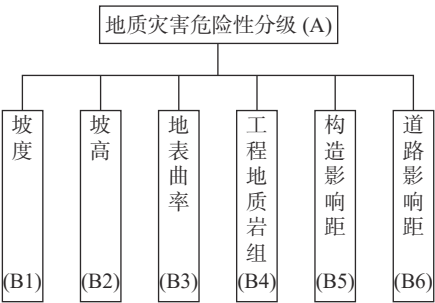 地质灾害危险性分级 (A)
坡度 (B1)
坡高 (B2)
地表曲率 (B3)
工程地质岩组 (B4)
构造影响距 (B5)
道路影响距 (B6)